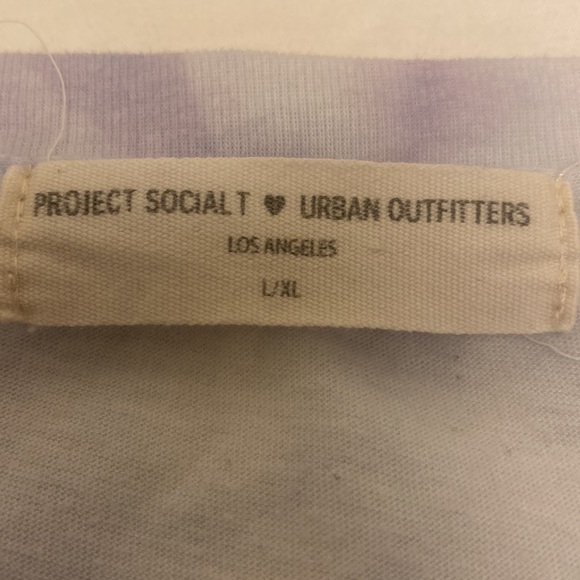 PROJECT SOCIAL T ♥ URBAN OUTFITTERS
LOS ANGELES
L/XL